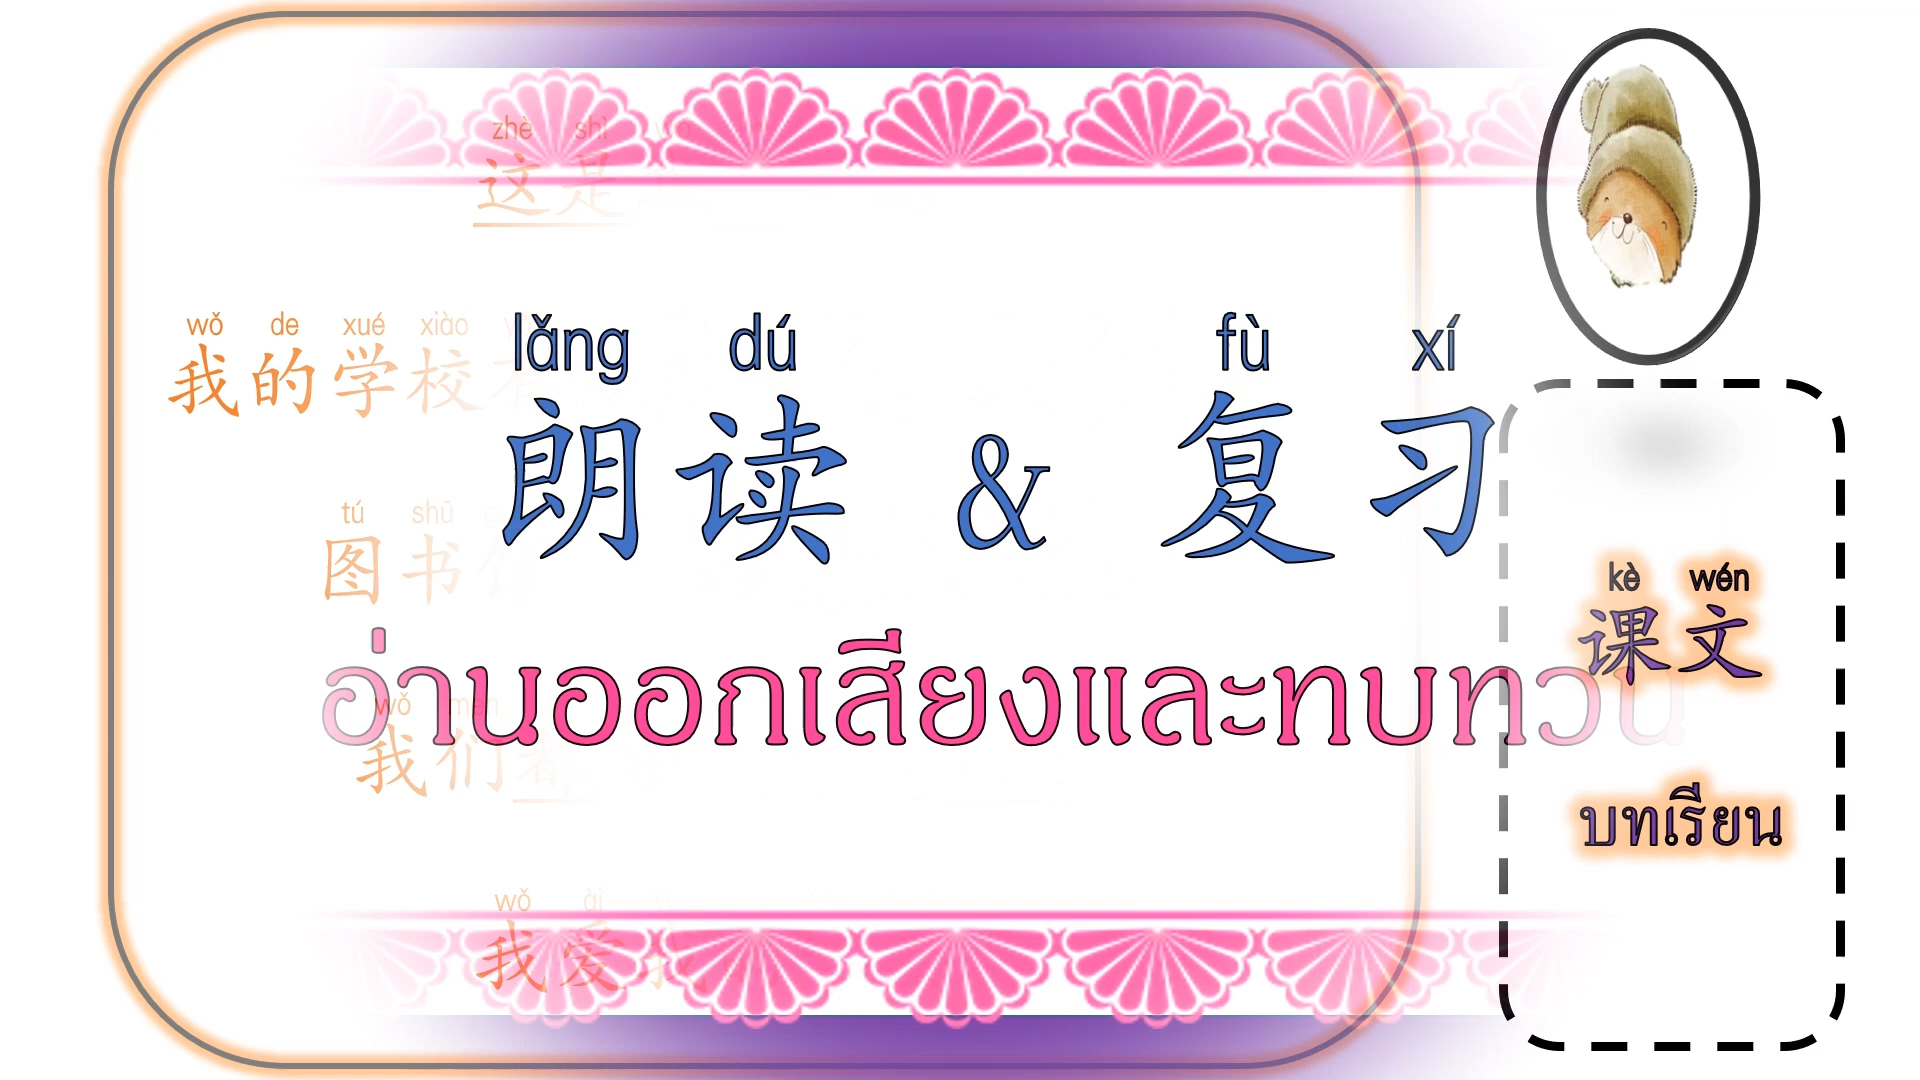 zhè shì
这是
wǒ de xué xiào
我的学校
lǎng dú fù xí
朗读 & 复习
tú shū
图书
อ่านออกเสียงและทบทวน
wǒ men
我们都
wǒ ài
我爱我
kè wén
课文
บทเรียน